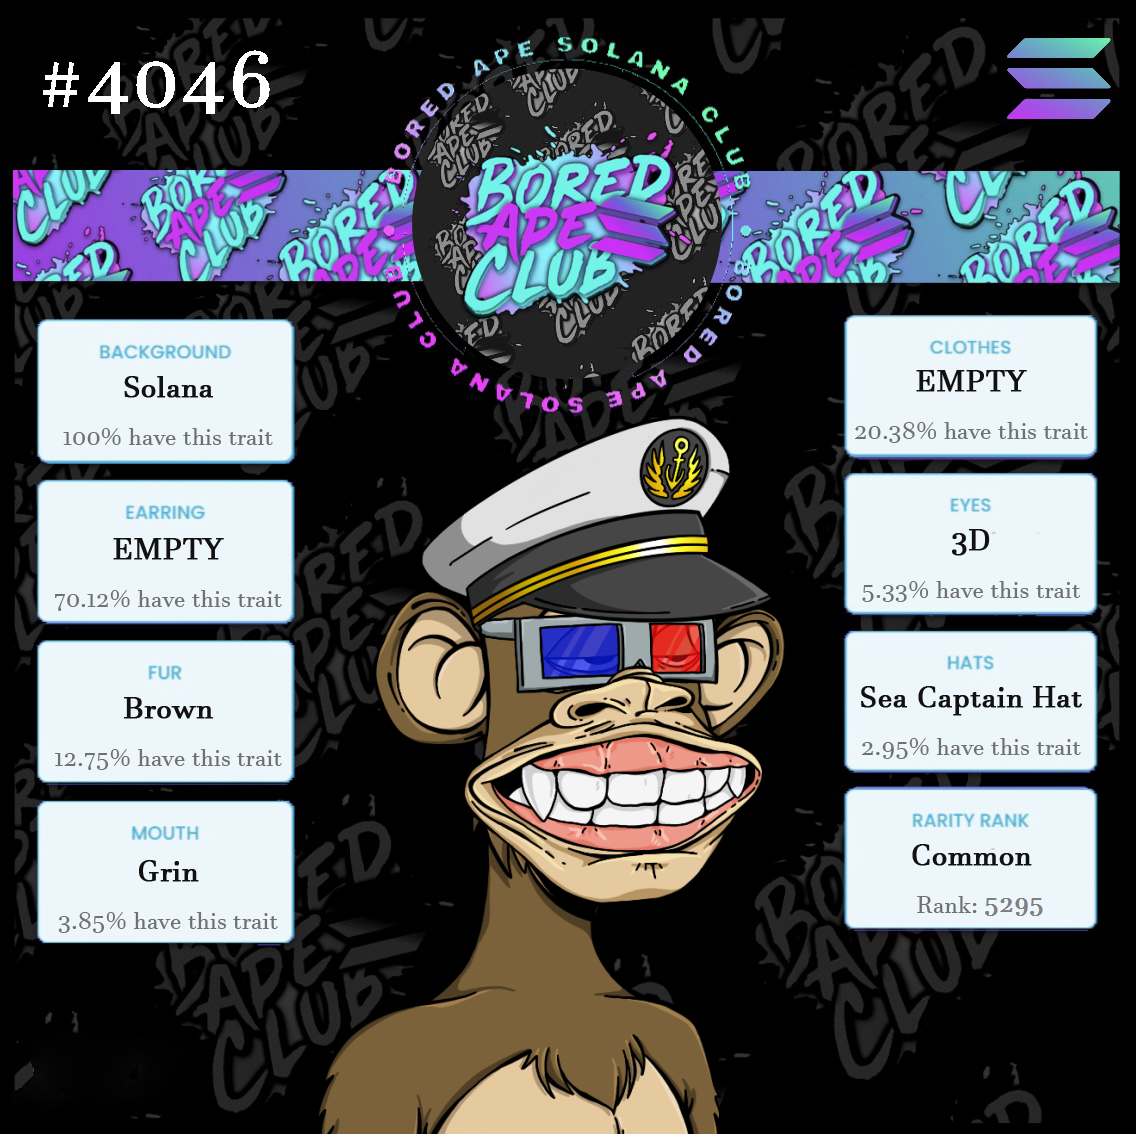 #4046
BORED APE SOLANA CLUB
BORED APE SOLANA CLUB
BORED
APE
CLUB
BACKGROUND
Solana
100% have this trait
EARRING
EMPTY
70.12% have this trait
FUR
Brown
12.75% have this trait
MOUTH
Grin
3.85% have this trait
CLOTHES
EMPTY
20.38% have this trait
EYES
3D
5.33% have this trait
HATS
Sea Captain Hat
2.95% have this trait
RARITY RANK
Common
Rank: 5295